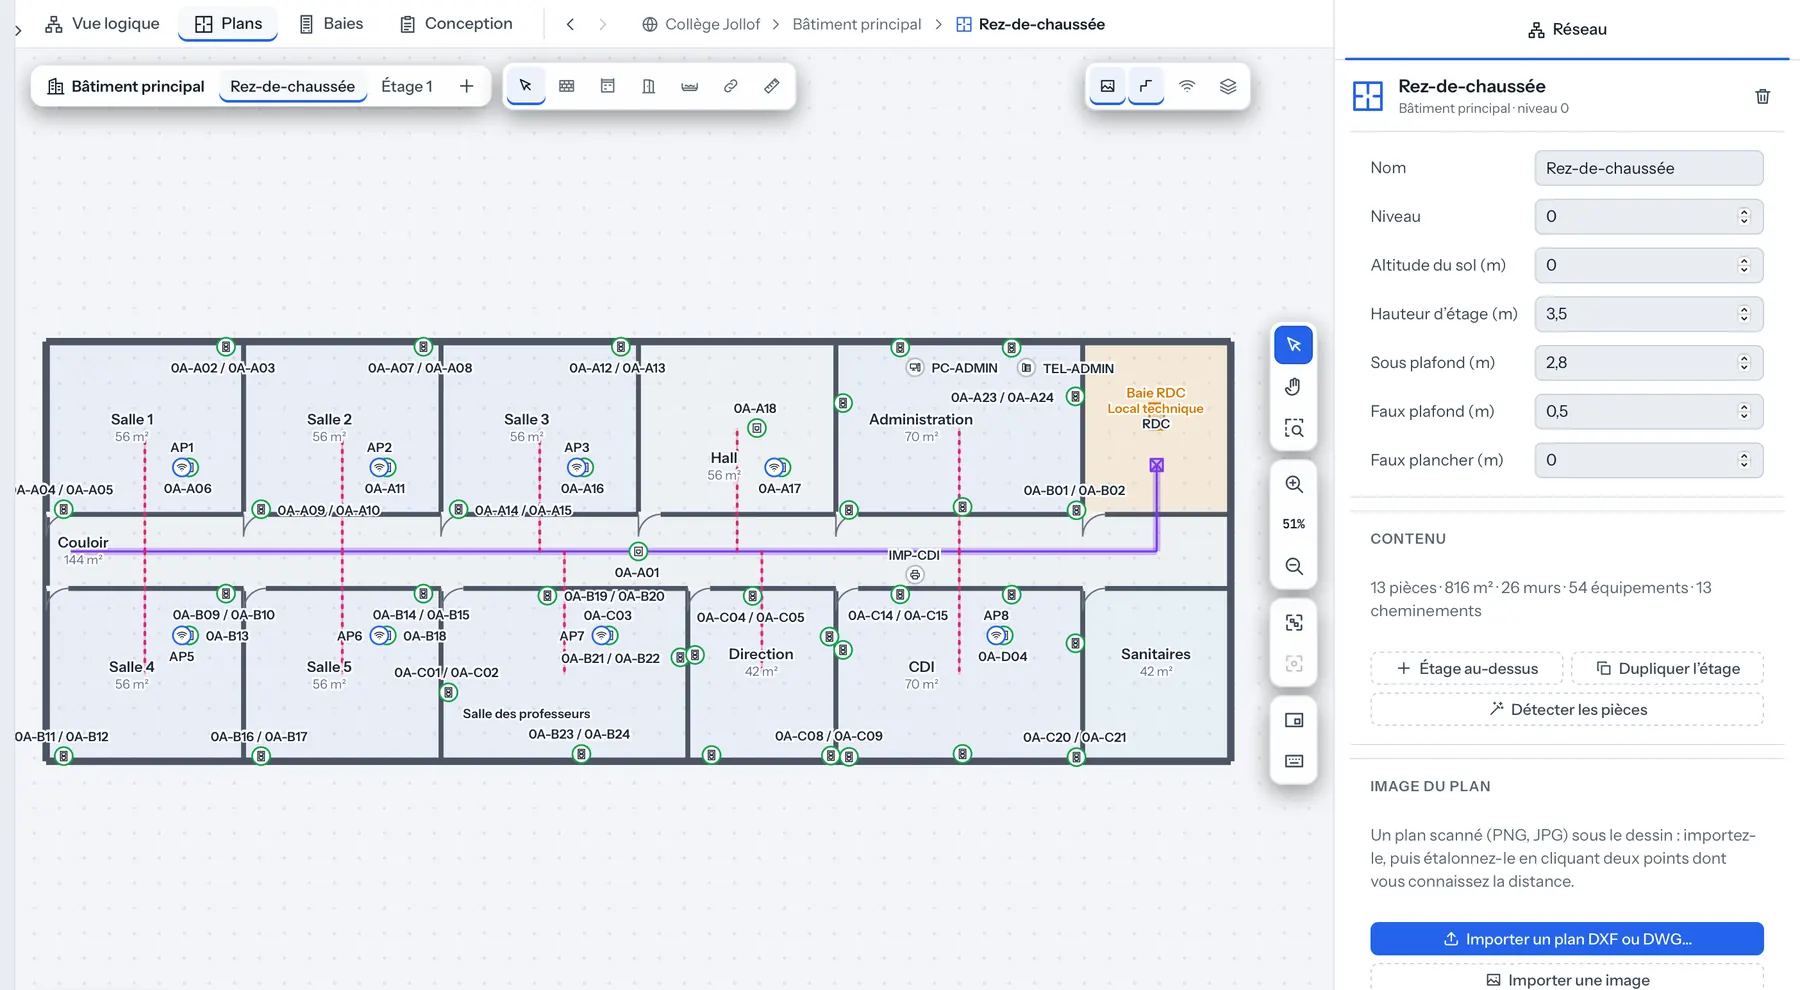 Vue logique
Plans
Baies
Conception
Collège Jollof
Bâtiment principal
Rez-de-chaussée
Réseau
Bâtiment principal
Rez-de-chaussée
Étage 1
Rez-de-chaussée
Bâtiment principal · niveau 0
Nom
Rez-de-chaussée
Niveau
0
Altitude du sol (m)
0
Hauteur d'étage (m)
3,5
Sous plafond (m)
2,8
Faux plafond (m)
0,5
Faux plancher (m)
0
CONTENU
13 pièces · 816 m² · 26 murs · 54 équipements · 13
cheminements
Étage au-dessus
Dupliquer l'étage
Détecter les pièces
IMAGE DU PLAN
Un plan scanné (PNG, JPG) sous le dessin : importez-
le, puis étalonnez-le en cliquant deux points dont
vous connaissez la distance.
Importer un plan DXF ou DWG...
Importer une image
51%
0A-A02 / 0A-A03
0A-A07 / 0A-A08
0A-A12 / 0A-A13
PC-ADMIN
TEL-ADMIN
0A-A23 / 0A-A24
Baie RDC
Local technique
RDC
0A-A18
Salle 1
56 m²
Salle 2
56 m²
Salle 3
56 m²
Hall
56 m²
Administration
70 m²
AP1
AP2
AP3
0A-A06
0A-A11
0A-A16
0A-A17
A-A04 / 0A-A05
0A-A09 / 0A-A10
0A-A14 / 0A-A15
0A-B01 / 0A-B02
Couloir
144 m²
IMP-CDI
0A-A01
0A-B19 / 0A-B20
0A-B09 / 0A-B10
0A-B14 / 0A-B15
0A-C03
0A-C04 / 0A-C05
0A-C14 / 0A-C15
AP8
0A-B13
AP5
AP6
0A-B18
AP7
0A-B21 / 0A-B22
0A-D04
Salle 4
56 m²
Salle 5
56 m²
0A-C01 / 0A-C02
Direction
42 m²
CDI
70 m²
Sanitaires
42 m²
Salle des professeurs
0A-B11 / 0A-B12
0A-B16 / 0A-B17
0A-B23 / 0A-B24
0A-C08 / 0A-C09
0A-C20 / 0A-C21